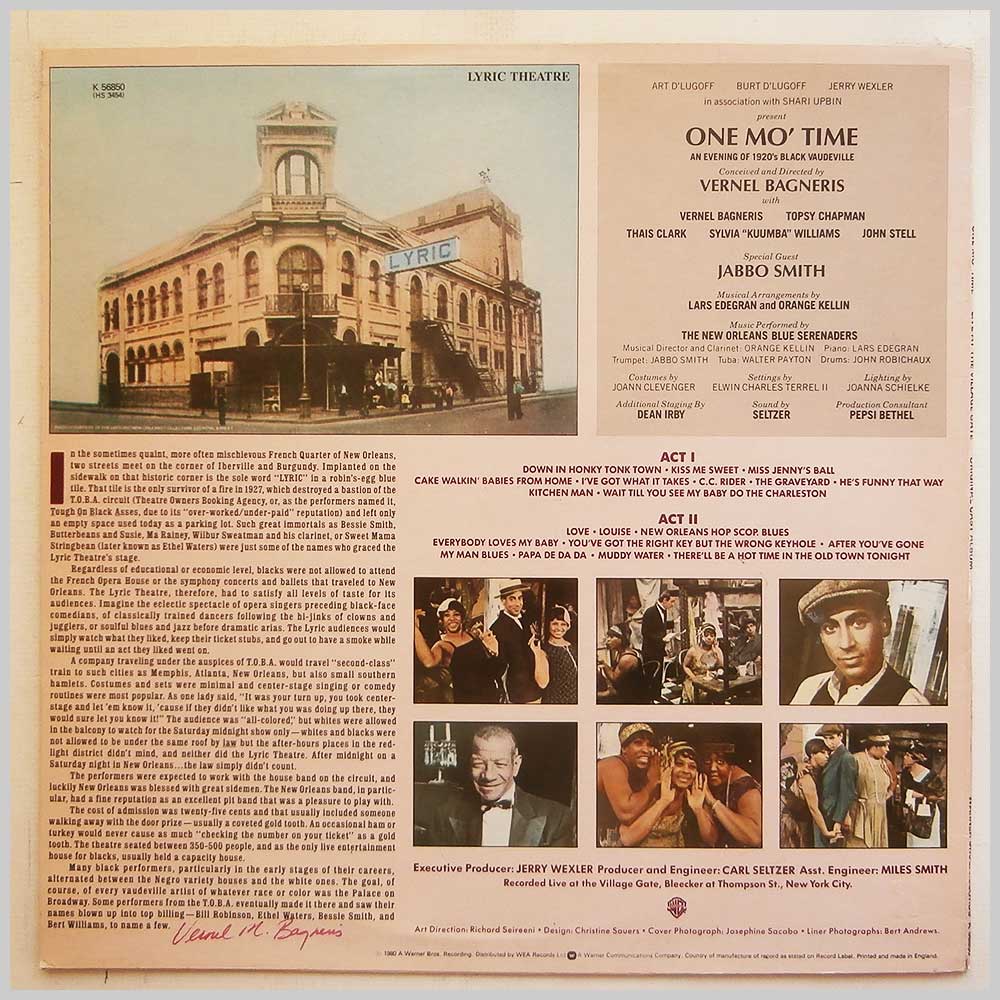 K 56850
(HS 3454)
LYRIC THEATRE
LYRIC
ART D'LUGOFF BURT D'LUGOFF JERRY WEXLER
in association with SHARI UPBIN
present
ONE MO' TIME
AN EVENING OF 1920's BLACK VAUDEVILLE
Conceived and Directed by
VERNEL BAGNERIS
with
VERNEL BAGNERIS TOPSY CHAPMAN
THAIS CLARK SYLVIA "KUUMBA" WILLIAMS JOHN STELL
Special Guest
JABBO SMITH
Musical Arrangements by
LARS EDEGRAN and ORANGE KELLIN
Music Performed by
THE NEW ORLEANS BLUE SERENADERS
Musical Director and Clarinet: ORANGE KELLIN Piano: LARS EDEGRAN
Trumpet: JABBO SMITH Tuba: WALTER PAYTON Drums: JOHN ROBICHAUX
Costumes by Settings by Lighting by
JOANN CLEVENGER ELWIN CHARLES TERREL II JOANNA SCHIELKE
Additional Staging By Sound by Production Consultant
DEAN IRBY SELTZER PEPSI BETHEL
In the sometimes quaint, more often mischievous French Quarter of New Orleans,
two streets meet on the corner of Iberville and Burgundy. Implanted on the
sidewalk on that historic corner is the sole word "LYRIC" in a robin's-egg blue
tile. That tile is the only survivor of a fire in 1927, which destroyed a bastion of the
T.O.B.A. circuit (Theatre Owners Booking Agency, or, as the performers named it,
Tough On Black Asses, due to its "over-worked/under-paid" reputation) and left only
an empty space used today as a parking lot. Such great immortals as Bessie Smith,
Butterbeans and Susie, Ma Rainey, Wilbur Sweatman and his clarinet, or Sweet Mama
Stringbean (later known as Ethel Waters) were just some of the names who graced the
Lyric Theatre's stage.
Regardless of educational or economic level, blacks were not allowed to attend
the French Opera House or the symphony concerts and ballets that traveled to New
Orleans. The Lyric Theatre, therefore, had to satisfy all levels of taste for its
audiences. Imagine the eclectic spectacle of opera singers preceding black-face
comedians, of classically trained dancers following the hi-jinks of clowns and
jugglers, or soulful blues and jazz before dramatic arias. The Lyric audiences would
simply watch what they liked, keep their ticket stubs, and go out to have a smoke while
waiting until an act they liked went on.
A company traveling under the auspices of T.O.B.A. would travel "second-class"
train to such cities as Memphis, Atlanta, New Orleans, but also small southern
hamlets. Costumes and sets were minimal and center-stage singing or comedy
routines were most popular. As one lady said, "It was your turn up, you took center-
stage and let 'em know it, 'cause if they didn't like what you was doing up there, they
would sure let you know it!" The audience was "all-colored," but whites were allowed
in the balcony to watch for the Saturday midnight show only—whites and blacks were
not allowed to be under the same roof by law but the after-hours places in the red-
light district didn't mind, and neither did the Lyric Theatre. After midnight on a
Saturday night in New Orleans...the law simply didn't count.
The performers were expected to work with the house band on the circuit, and
luckily New Orleans was blessed with great sidemen. The New Orleans band, in partic-
ular, had a fine reputation as an excellent pit band that was a pleasure to play with.
The cost of admission was twenty-five cents and that usually included someone
walking away with the door prize—usually a coveted gold tooth. An occasional ham or
turkey would never cause as much "checking the number on your ticket" as a gold
tooth. The theatre seated between 350-500 people, and as the only live entertainment
house for blacks, usually held a capacity house.
Many black performers, particularly in the early stages of their careers,
alternated between the Negro variety houses and the white ones. The goal, of
course, of every vaudeville artist of whatever race or color was the Palace on
Broadway. Some performers from the T.O.B.A. eventually made it there and saw their
names blown up into top billing—Bill Robinson, Ethel Waters, Bessie Smith, and
Bert Williams, to name a few.
Vernel M. Bagneris
ACT I
DOWN IN HONKY TONK TOWN • KISS ME SWEET • MISS JENNY'S BALL
CAKE WALKIN' BABIES FROM HOME • I'VE GOT WHAT IT TAKES • C.C. RIDER • THE GRAVEYARD • HE'S FUNNY THAT WAY
KITCHEN MAN • WAIT TILL YOU SEE MY BABY DO THE CHARLESTON
ACT II
LOVE • LOUISE • NEW ORLEANS HOP SCOP BLUES
EVERYBODY LOVES MY BABY • YOU'VE GOT THE RIGHT KEY BUT THE WRONG KEYHOLE • AFTER YOU'VE GONE
MY MAN BLUES • PAPA DE DA DA • MUDDY WATER • THERE'LL BE A HOT TIME IN THE OLD TOWN TONIGHT
Executive Producer: JERRY WEXLER Producer and Engineer: CARL SELTZER Asst. Engineer: MILES SMITH
Recorded Live at the Village Gate, Bleecker at Thompson St., New York City.
Art Direction: Richard Seireeni • Design: Christine Sauers • Cover Photograph: Josephine Sacabo • Liner Photographs: Bert Andrews.
℗ 1980 A Warner Bros. Recording. Distributed by WEA Records Ltd. A Warner Communications Company. Country of manufacture of record as stated on Record Label. Printed and made in England.